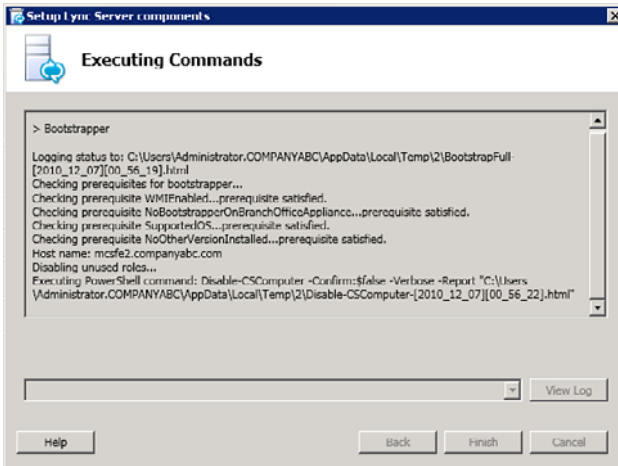 Setup Lync Server components
Executing Commands
> Bootstrapper
Logging status to: C:\Users\Administrator.COMPANYABC\AppData\Local\Temp\2\BootstrapFull-
[2010_12_07][00_56_19].html
Checking prerequisites for bootstrapper...
Checking prerequisite WMIEnabled...prerequisite satisfied.
Checking prerequisite NoBootstrapperOnBranchOfficeAppliance...prerequisite satisfied.
Checking prerequisite SupportedOS...prerequisite satisfied.
Checking prerequisite NoOtherVersionInstalled...prerequisite satisfied.
Host name: mcsfe2.companyabc.com
Disabling unused roles...
Executing PowerShell command: Disable-CSComputer -Confirm:$false -Verbose -Report "C:\Users
\Administrator.COMPANYABC\AppData\Local\Temp\2\Disable-CSComputer-[2010_12_07][00_56_22].html"
View Log
Help Back Finish Cancel